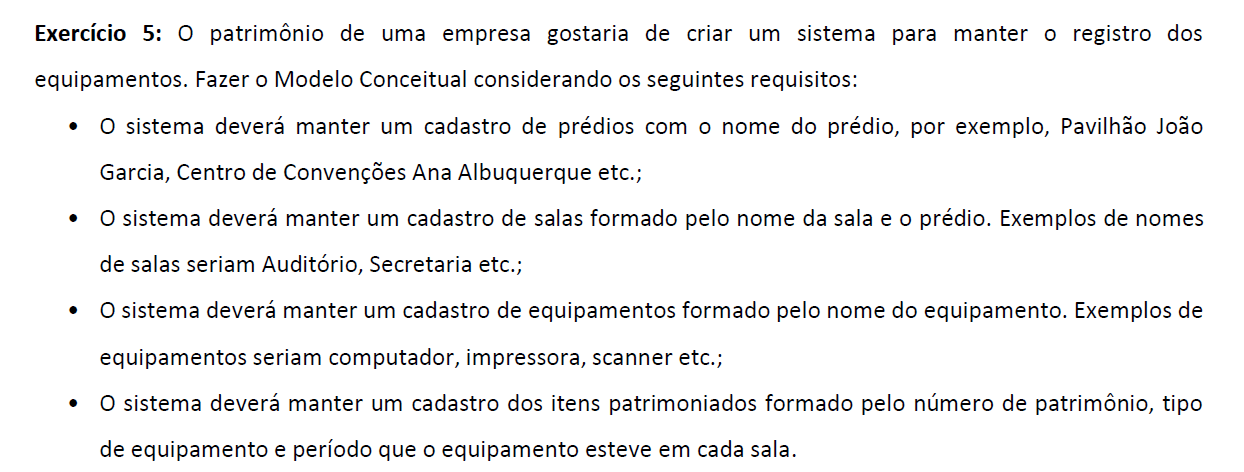 Exercício 5: O patrimônio de uma empresa gostaria de criar um sistema para manter o registro dos
equipamentos. Fazer o Modelo Conceitual considerando os seguintes requisitos:
• O sistema deverá manter um cadastro de prédios com o nome do prédio, por exemplo, Pavilhão João
Garcia, Centro de Convenções Ana Albuquerque etc.;
• O sistema deverá manter um cadastro de salas formado pelo nome da sala e o prédio. Exemplos de nomes
de salas seriam Auditório, Secretaria etc.;
• O sistema deverá manter um cadastro de equipamentos formado pelo nome do equipamento. Exemplos de
equipamentos seriam computador, impressora, scanner etc.;
• O sistema deverá manter um cadastro dos itens patrimoniados formado pelo número de patrimônio, tipo
de equipamento e período que o equipamento esteve em cada sala.